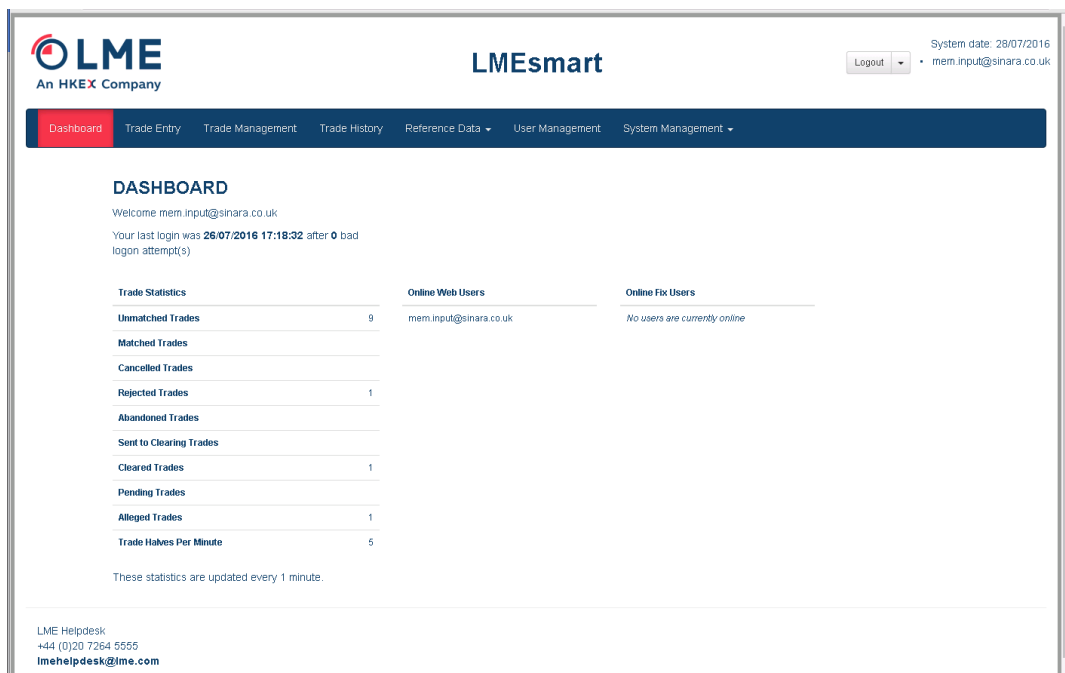 LME
An HKEX Company
LMEsmart
System date: 28/07/2016
Logout
• mem.input@sinara.co.uk
Dashboard Trade Entry Trade Management Trade History Reference Data User Management System Management
DASHBOARD
Welcome mem.input@sinara.co.uk
Your last login was 26/07/2016 17:18:32 after 0 bad
logon attempt(s)
Trade Statistics Online Web Users Online Fix Users
Unmatched Trades 9 mem.input@sinara.co.uk No users are currently online
Matched Trades
Cancelled Trades
Rejected Trades 1
Abandoned Trades
Sent to Clearing Trades
Cleared Trades 1
Pending Trades
Alleged Trades 1
Trade Halves Per Minute 5
These statistics are updated every 1 minute.
LME Helpdesk
+44 (0)20 7264 5555
lmehelpdesk@lme.com